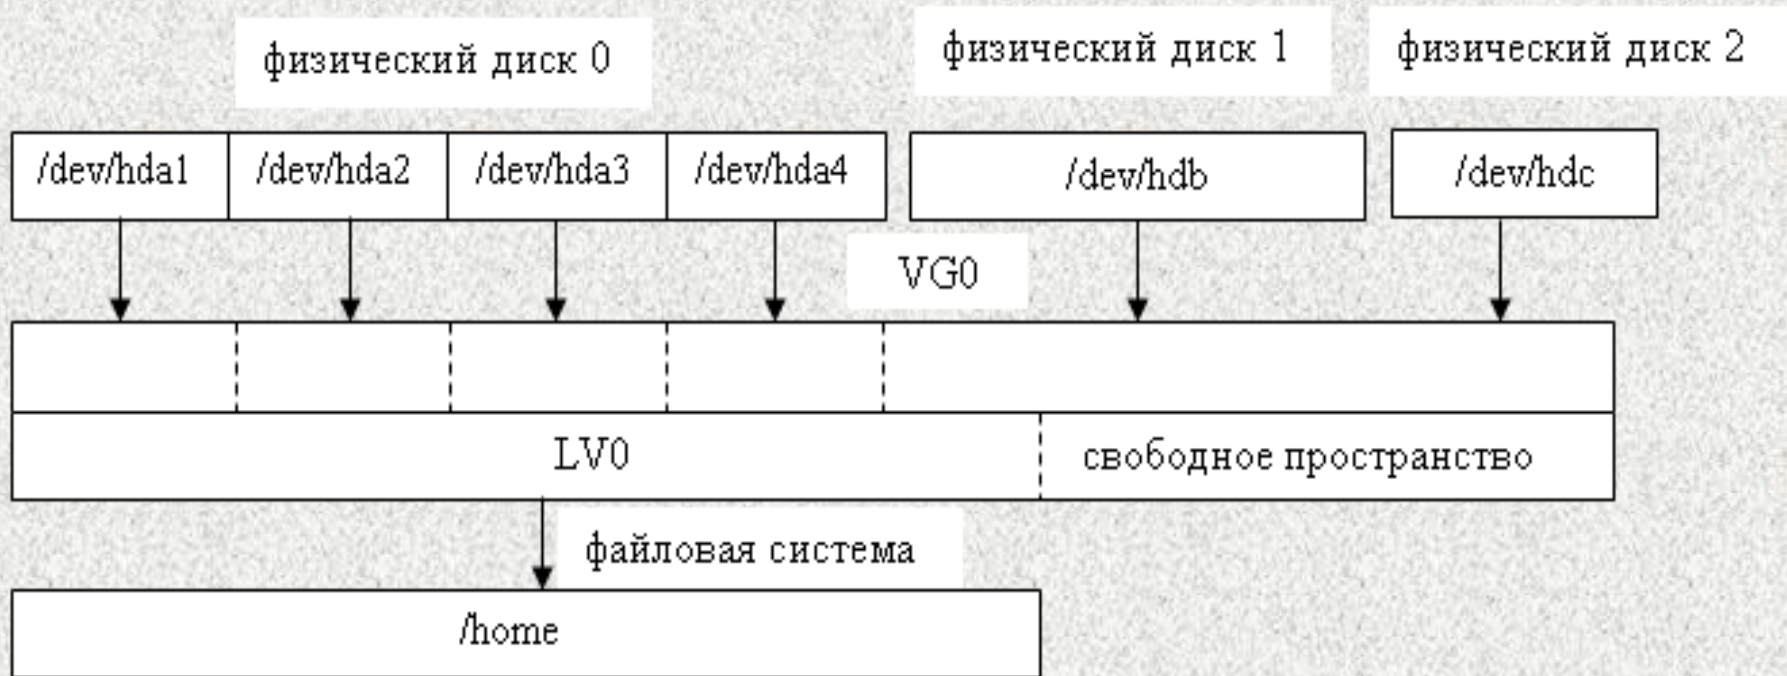 физический диск 0
физический диск 1
физический диск 2
/dev/hda1
/dev/hda2
/dev/hda3
/dev/hda4
/dev/hdb
/dev/hdc
VG0
LV0
свободное пространство
файловая система
/home